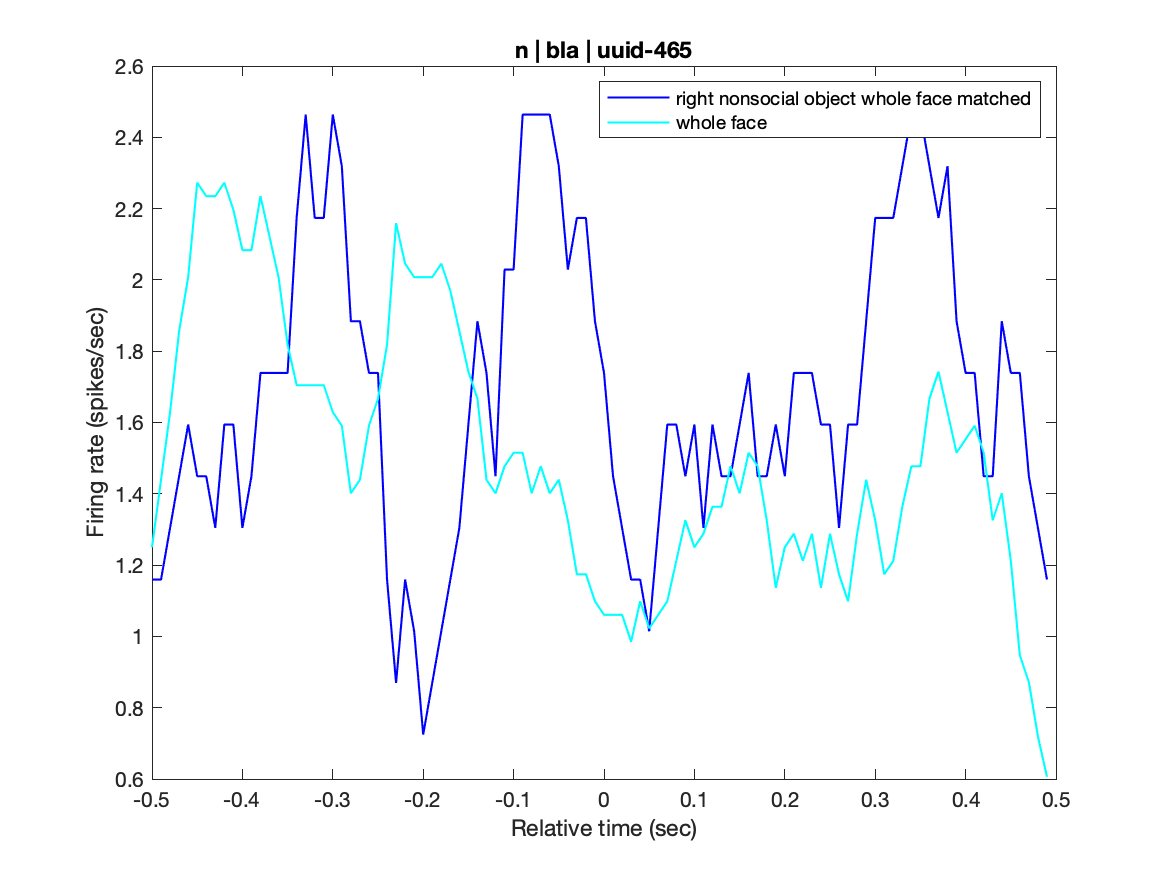 n | bla | uuid-465
right nonsocial object whole face matched
whole face
Firing rate (spikes/sec)
2.6
2.4
2.2
2
1.8
1.6
1.4
1.2
1
0.8
0.6
-0.5 -0.4 -0.3 -0.2 -0.1 0 0.1 0.2 0.3 0.4 0.5
Relative time (sec)